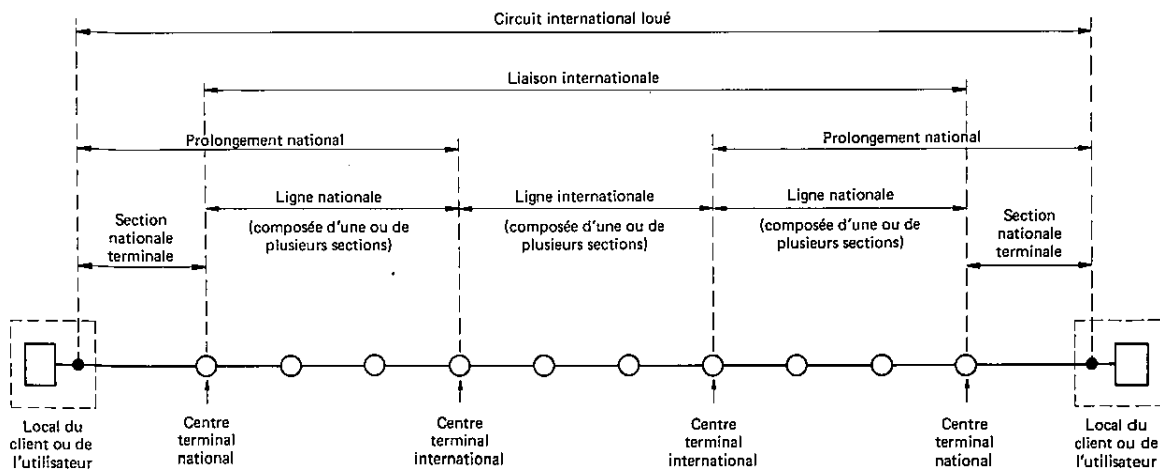 Circuit international loué
Liaison internationale
Prolongement national
Prolongement national
Ligne nationale
(composée d'une ou de
plusieurs sections)
Ligne internationale
(composée d'une ou de
plusieurs sections)
Ligne nationale
(composée d'une ou de
plusieurs sections)
Section
nationale
terminale
Section
nationale
terminale
Local du
client ou de
l'utilisateur
Centre
terminal
national
Centre
terminal
international
Centre
terminal
international
Centre
terminal
national
Local du
client ou de
l'utilisateur